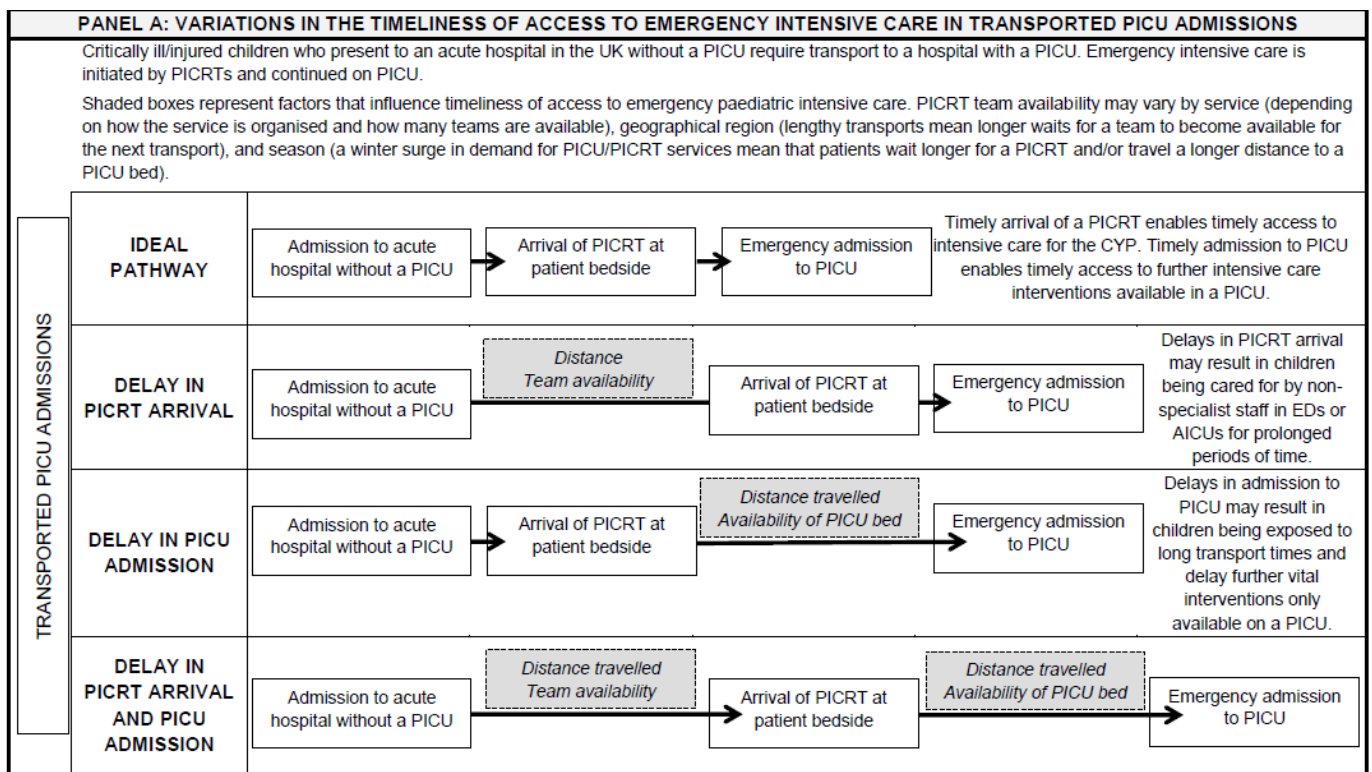 PANEL A: VARIATIONS IN THE TIMELINESS OF ACCESS TO EMERGENCY INTENSIVE CARE IN TRANSPORTED PICU ADMISSIONS
Critically ill/injured children who present to an acute hospital in the UK without a PICU require transport to a hospital with a PICU. Emergency intensive care is
initiated by PICRTs and continued on PICU.
Shaded boxes represent factors that influence timeliness of access to emergency paediatric intensive care. PICRT team availability may vary by service (depending
on how the service is organised and how many teams are available), geographical region (lengthy transports mean longer waits for a team to become available for
the next transport), and season (a winter surge in demand for PICU/PICRT services mean that patients wait longer for a PICRT and/or travel a longer distance to a
PICU bed).
TRANSPORTED PICU ADMISSIONS
IDEAL
PATHWAY
Admission to acute
hospital without a PICU
Arrival of PICRT at
patient bedside
Emergency admission
to PICU
Timely arrival of a PICRT enables timely access to
intensive care for the CYP. Timely admission to PICU
enables timely access to further intensive care
interventions available in a PICU.
DELAY IN
PICRT ARRIVAL
Admission to acute
hospital without a PICU
Distance
Team availability
Arrival of PICRT at
patient bedside
Emergency admission
to PICU
Delays in PICRT arrival
may result in children
being cared for by non-
specialist staff in EDs or
AICUs for prolonged
periods of time.
DELAY IN PICU
ADMISSION
Admission to acute
hospital without a PICU
Arrival of PICRT at
patient bedside
Distance travelled
Availability of PICU bed
Emergency admission
to PICU
Delays in admission to
PICU may result in
children being exposed to
long transport times and
delay further vital
interventions only
available on a PICU.
DELAY IN
PICRT ARRIVAL
AND PICU
ADMISSION
Admission to acute
hospital without a PICU
Distance travelled
Team availability
Arrival of PICRT at
patient bedside
Distance travelled
Availability of PICU bed
Emergency admission
to PICU